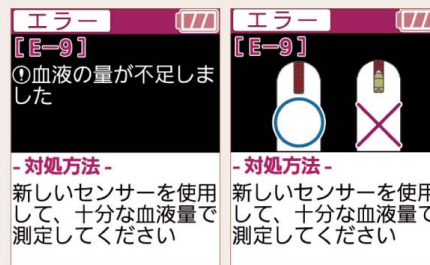 エラー
[E-9]
①血液の量が不足しま
した
- 対処方法 -
新しいセンサーを使用
して、十分な血液量で
測定してください
エラー
[E-9]
- 対処方法 -
新しいセンサーを使用
して、十分な血液量で
測定してください